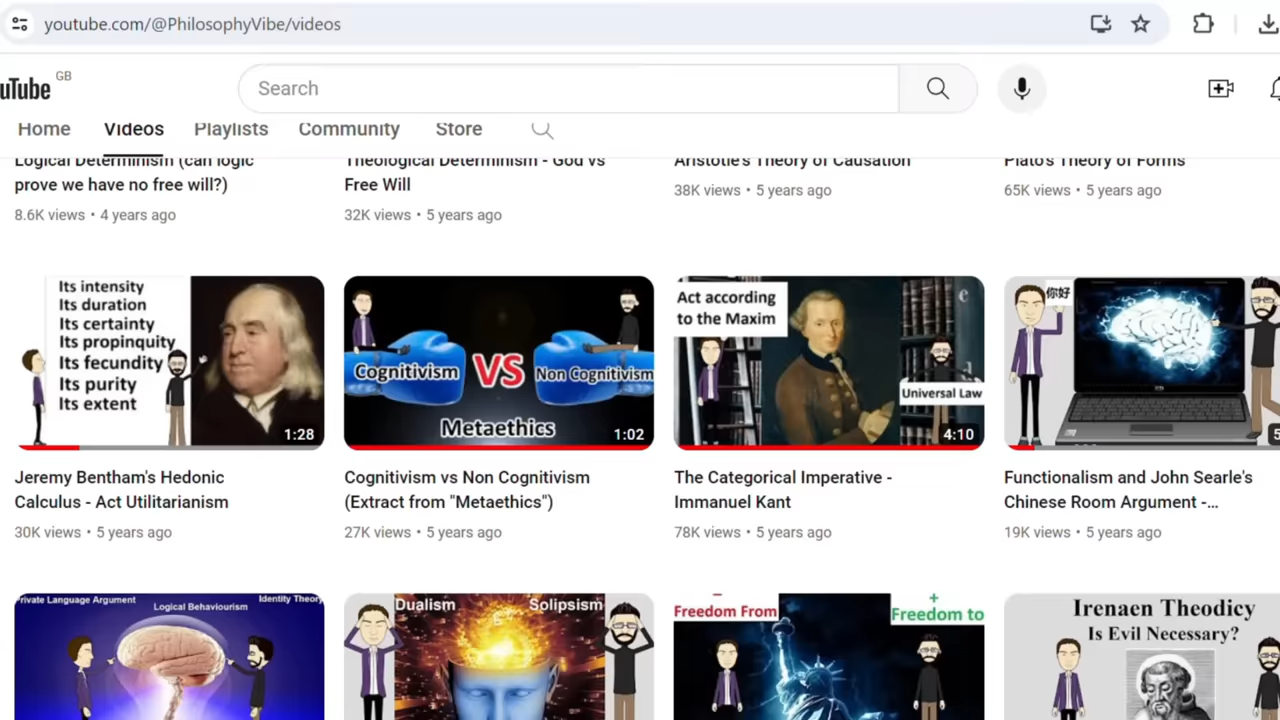 youtube.com/@PhilosophyVibe/videos
uTube GB
Search
Home Videos Playlists Community Store
Logical Determinism (can logic
prove we have no free will?)
8.6K views • 4 years ago
Theological Determinism - God vs
Free Will
32K views • 5 years ago
Aristotle's Theory of Causation
38K views • 5 years ago
Plato's Theory of Forms
65K views • 5 years ago
Its intensity
Its duration
Its certainty
Its propinquity
Its fecundity
Its purity
Its extent
1:28
Jeremy Bentham's Hedonic
Calculus - Act Utilitarianism
30K views • 5 years ago
Cognitivism VS Non Cognitivism
Metaethics
1:02
Cognitivism vs Non Cognitivism
(Extract from "Metaethics")
27K views • 5 years ago
Act according
to the Maxim
Universal Law
4:10
The Categorical Imperative -
Immanuel Kant
78K views • 5 years ago
你好
5
Functionalism and John Searle's
Chinese Room Argument -...
19K views • 5 years ago
Private Language Argument
Logical Behaviourism
Identity Theory
Dualism Solipsism
− +
Freedom From Freedom to
Irenaen Theodicy
Is Evil Necessary?